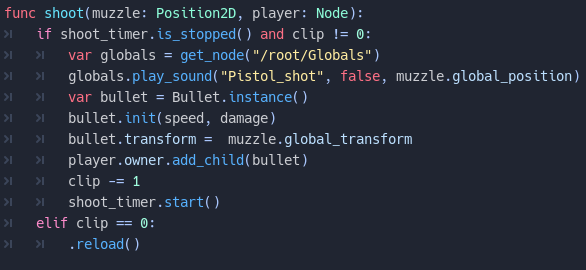 func shoot(muzzle: Position2D, player: Node):
    if shoot_timer.is_stopped() and clip != 0:
        var globals = get_node("/root/Globals")
        globals.play_sound("Pistol_shot", false, muzzle.global_position)
        var bullet = Bullet.instance()
        bullet.init(speed, damage)
        bullet.transform =  muzzle.global_transform
        player.owner.add_child(bullet)
        clip -= 1
        shoot_timer.start()
    elif clip == 0:
        .reload()